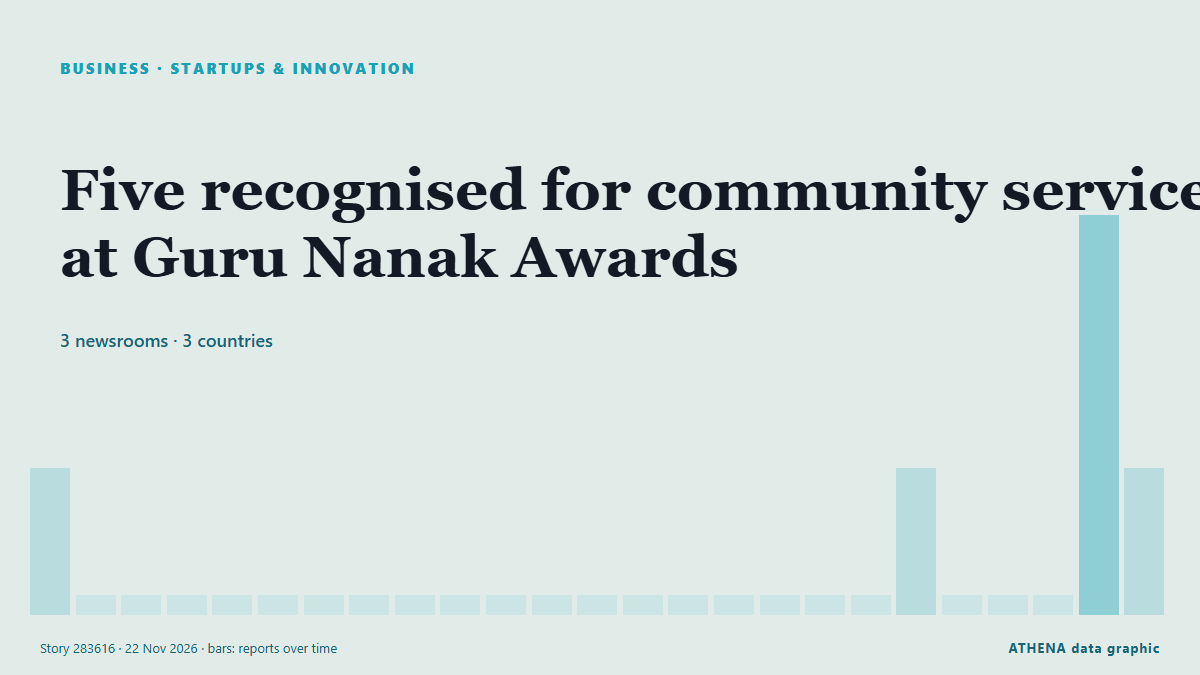 BUSINESS · STARTUPS & INNOVATION
Five recognised for community service
at Guru Nanak Awards
3 newsrooms · 3 countries
Story 283616 · 22 Nov 2026 · bars: reports over time
ATHENA data graphic